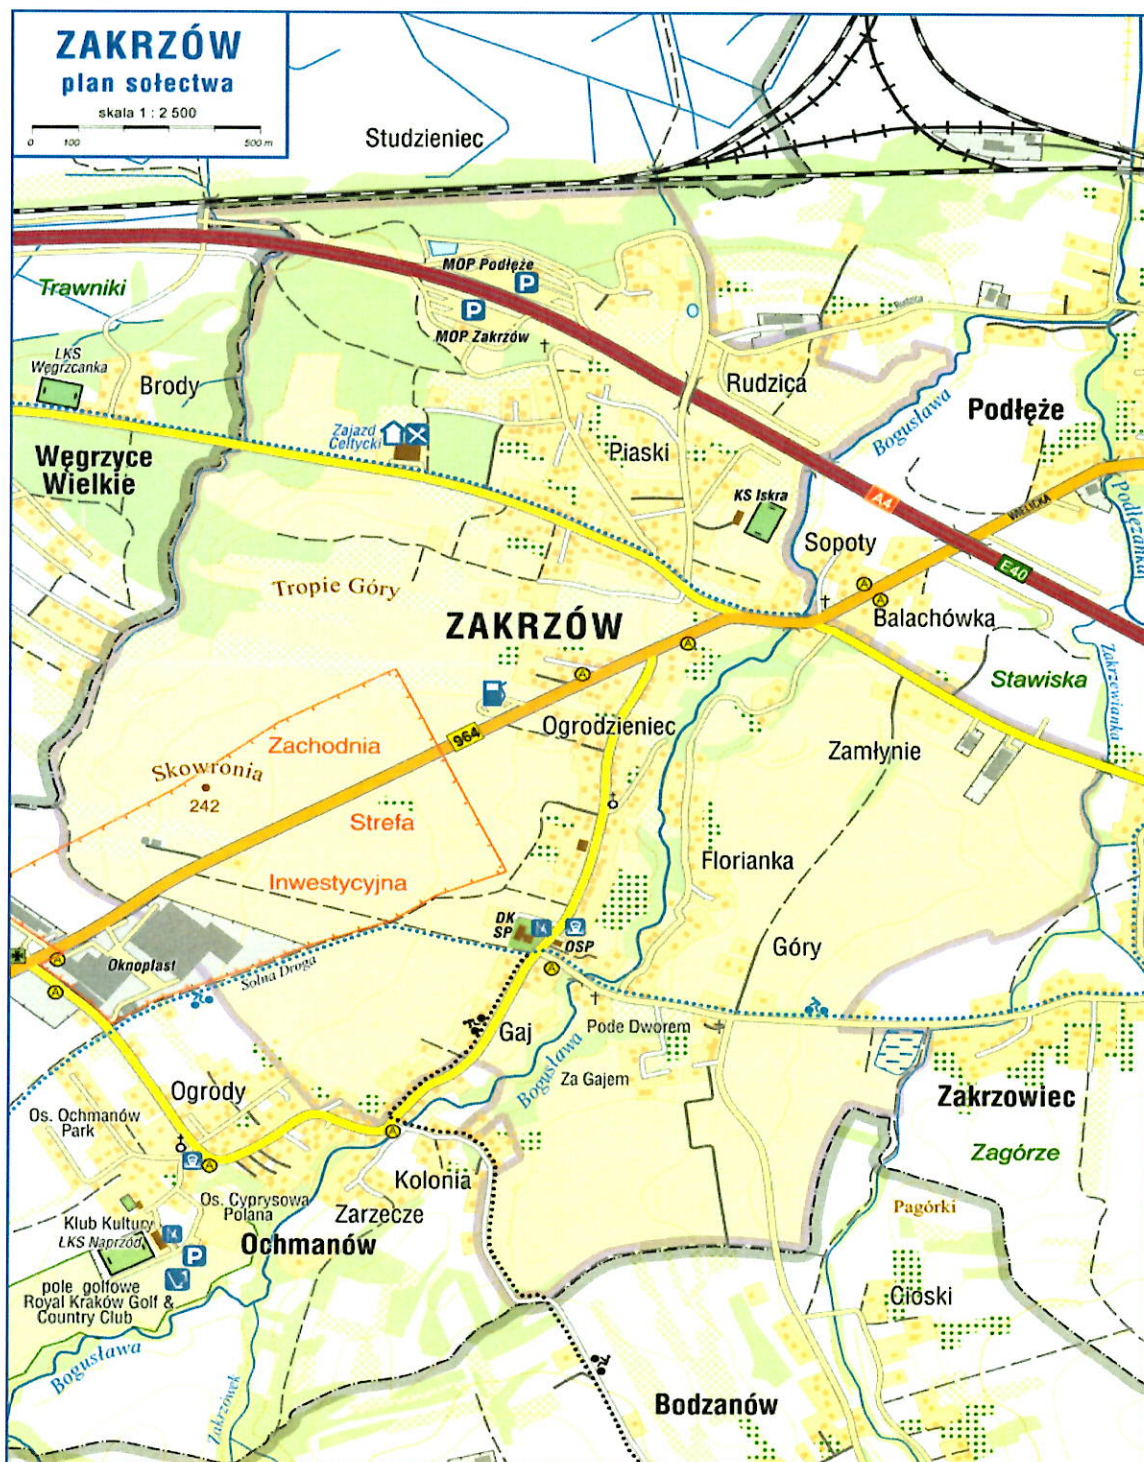 ZAKRZÓW
plan sołectwa
skala 1 : 2 500
0 100 500 m
Studzieniec
Trawniki
MOP Podłęże
P
P
MOP Zakrzów
LKS
Węgrzcanka
Brody
Rudzica
Bogusława
Podłęże
Zajazd
Celtycki
Węgrzyce
Wielkie
Piaski
KS Iskra
A4
WIELICKA
Podłężanka
Sopoty
E40
Tropie Góry
ZAKRZÓW
A
A
Balachówka
A
A
Zakrzewianka
Stawiska
Ogrodzieniec
964
Zachodnia
Zamłynie
Skowronia
242
Strefa
Florianka
Inwestycyjna
DK
SP
OSP
Góry
Oknoplast
A
A
A
Solna Droga
Gaj
Pode Dworem
Bogusława
Za Gajem
Ogrody
Os. Ochmanów
Park
Zakrzowiec
A
A
Zagórze
Kolonia
Os. Cyprysowa
Polana
Zarzecze
Pagórki
Klub Kultury
LKS Naprzód
Ochmanów
P
pole golfowe
Royal Kraków Golf &
Country Club
Cioski
Bogusława
Zakrzówek
Bodzanów